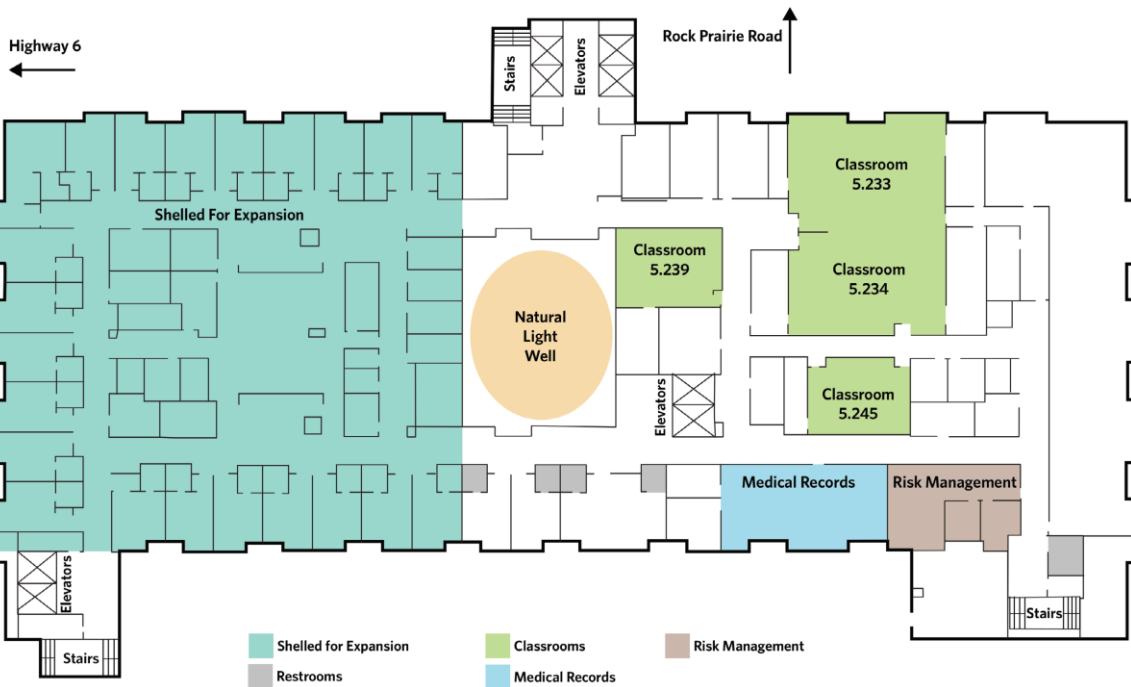 Highway 6
Rock Prairie Road
Stairs
Elevators
Classroom
5.233
Shelled For Expansion
Classroom
5.239
Classroom
5.234
Natural
Light
Well
Elevators
Classroom
5.245
Medical Records
Risk Management
Elevators
Stairs
Stairs
Shelled for Expansion
Classrooms
Risk Management
Restrooms
Medical Records